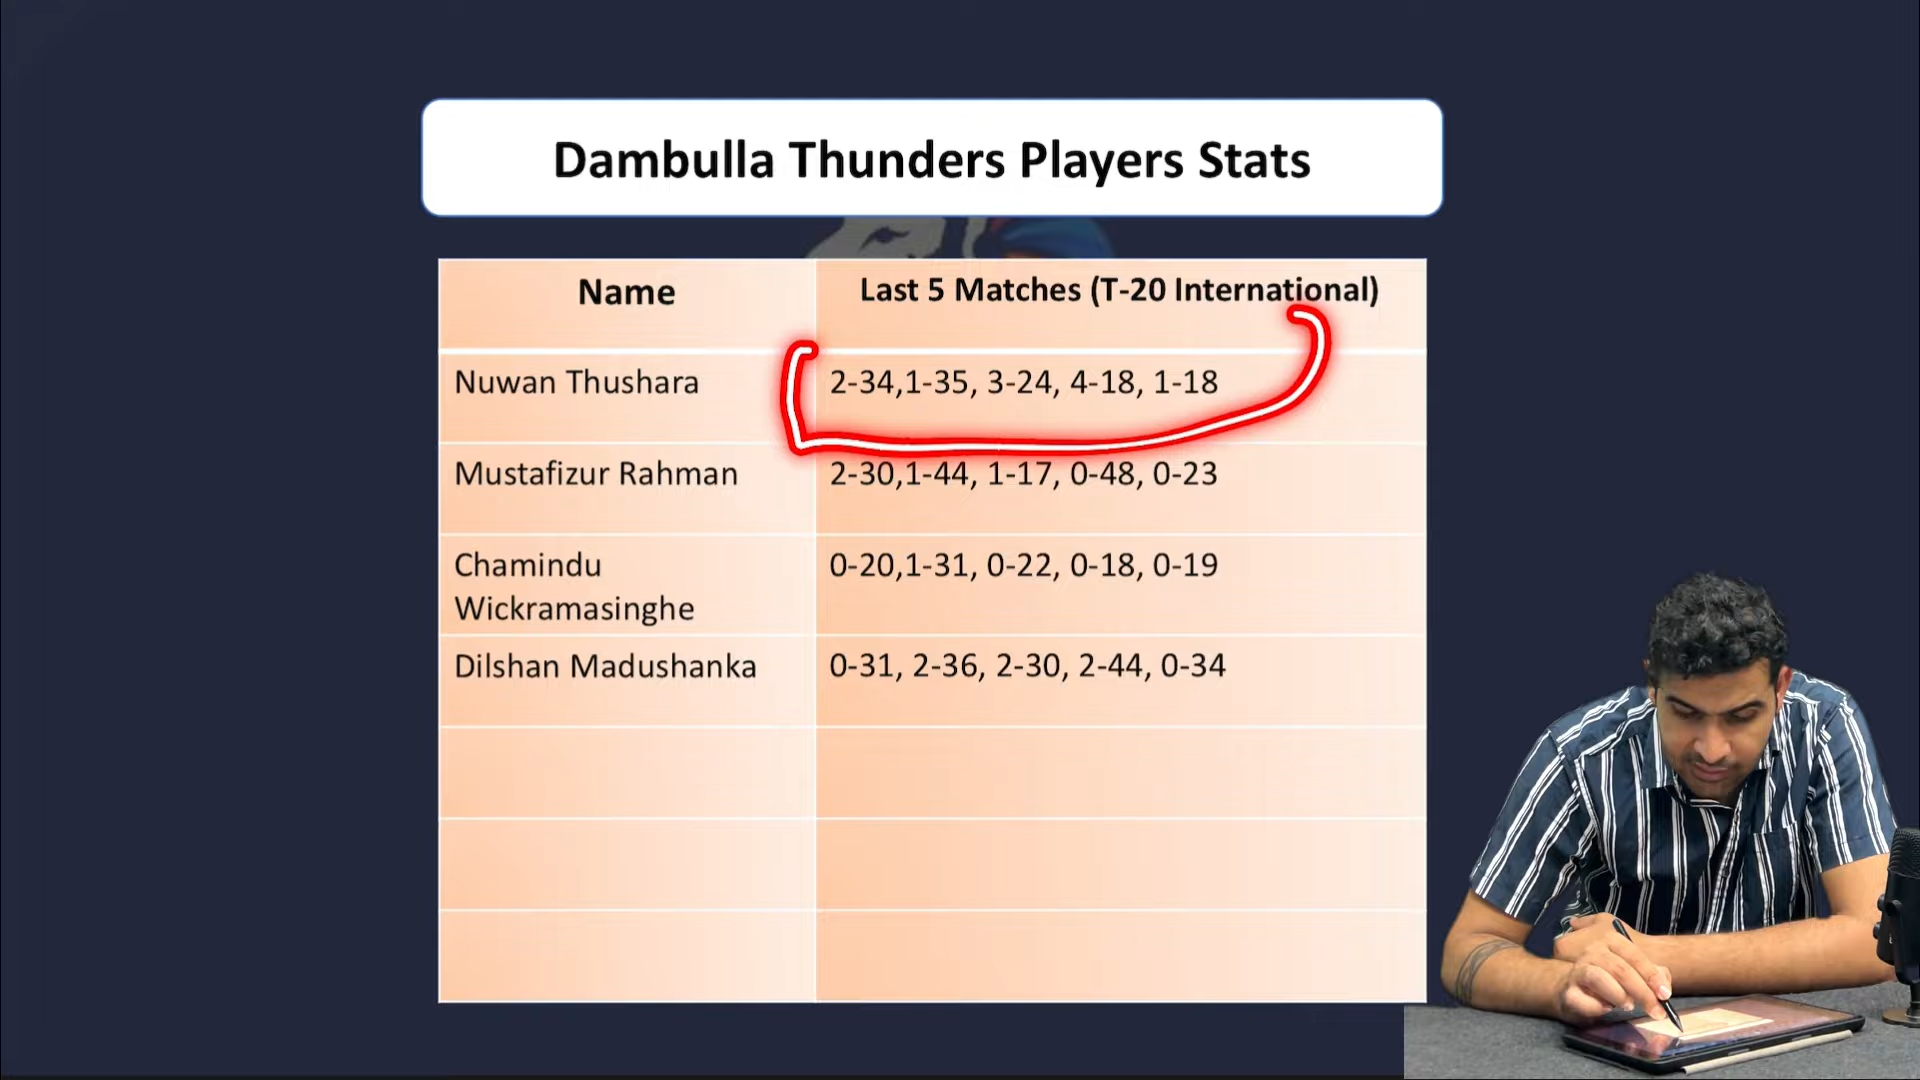 Dambulla Thunders Players Stats
Name
Last 5 Matches (T-20 International)
Nuwan Thushara
2-34,1-35, 3-24, 4-18, 1-18
Mustafizur Rahman
2-30,1-44, 1-17, 0-48, 0-23
Chamindu
Wickramasinghe
0-20,1-31, 0-22, 0-18, 0-19
Dilshan Madushanka
0-31, 2-36, 2-30, 2-44, 0-34